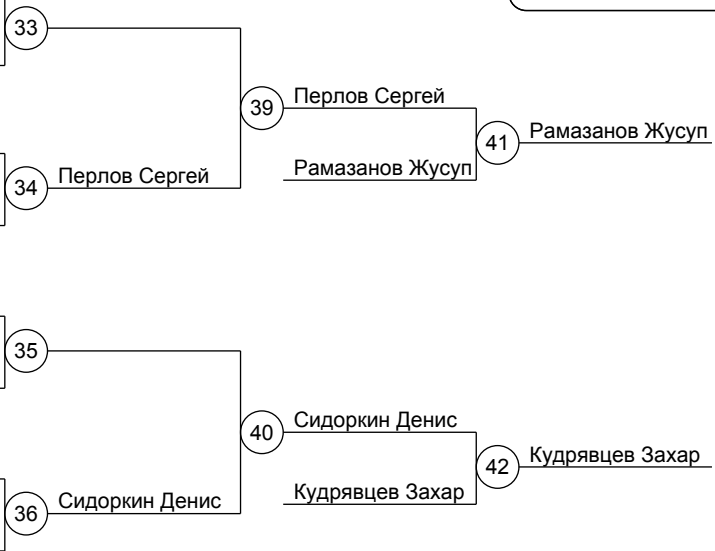 33
39
Перлов Сергей
41
Рамазанов Жусуп
34
Перлов Сергей
Рамазанов Жусуп
35
40
Сидоркин Денис
42
Кудрявцев Захар
36
Сидоркин Денис
Кудрявцев Захар